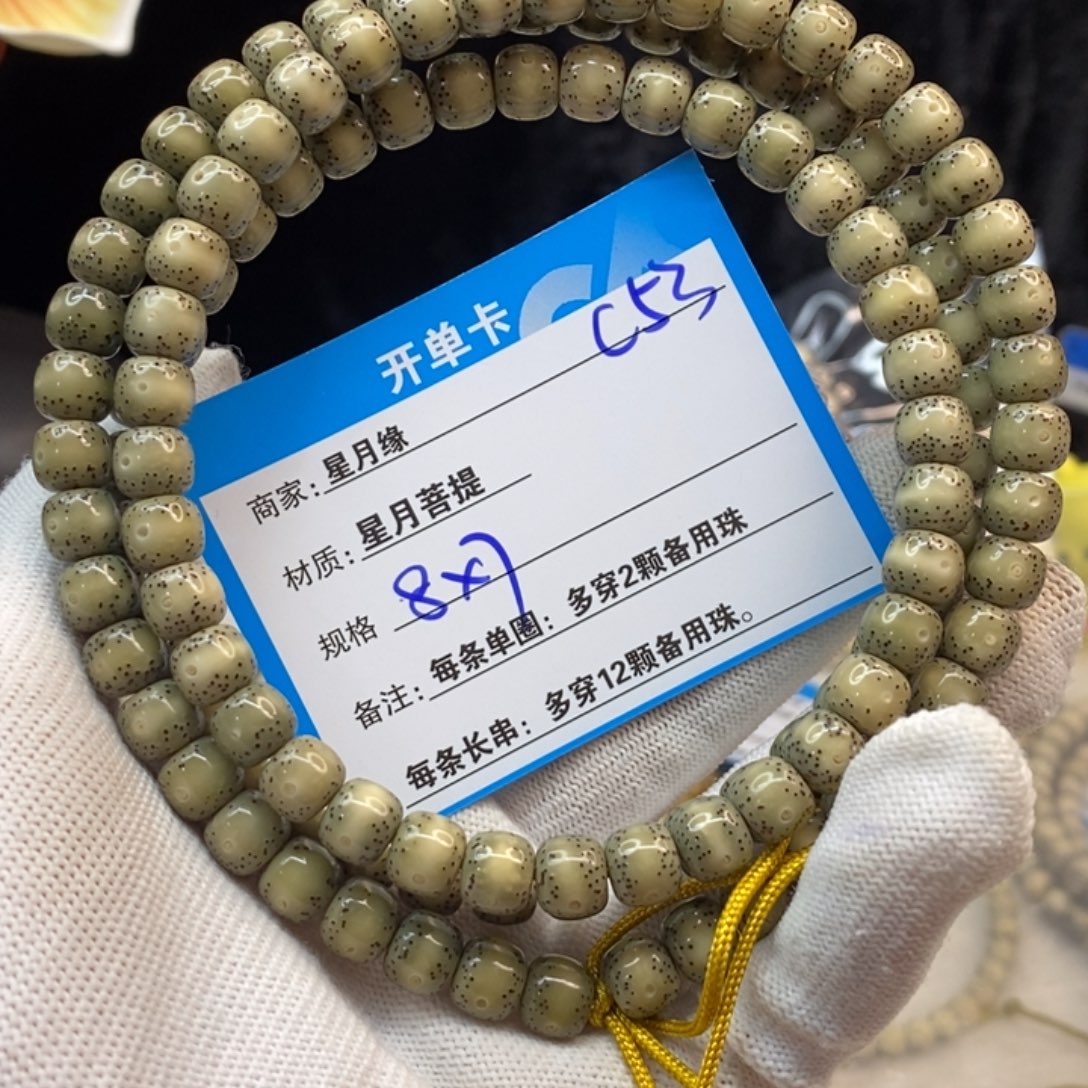 开单卡
C53
商家：星月缘
材质：星月菩提
规格 8x7
备注：每条单圈：多穿2颗备用珠
每条长串：多穿12颗备用珠。